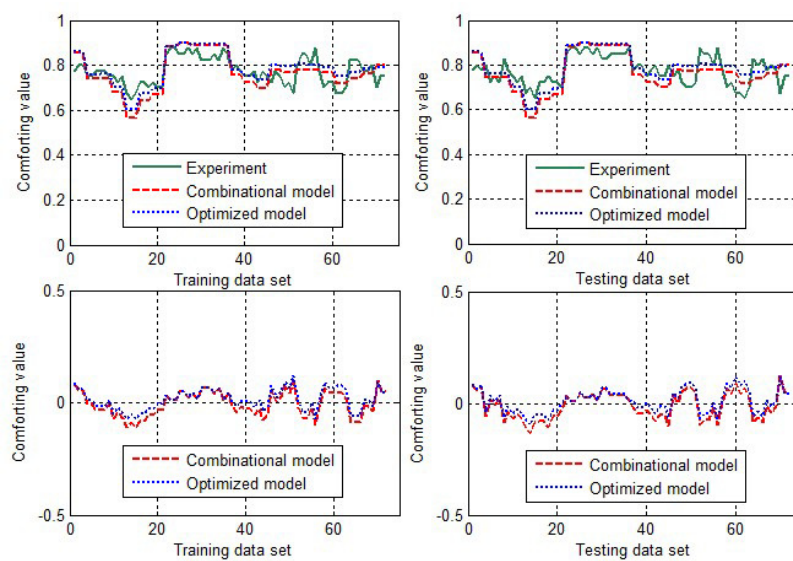 1
0.8
0.6
0.4
0.2
0
Comforting value
Experiment
Combinational model
Optimized model
0
20
40
60
Training data set
1
0.8
0.6
0.4
0.2
0
Comforting value
Experiment
Combinational model
Optimized model
0
20
40
60
Testing data set
0.5
0
-0.5
Comforting value
Combinational model
Optimized model
0
20
40
60
Training data set
0.5
0
-0.5
Comforting value
Combinational model
Optimized model
0
20
40
60
Testing data set